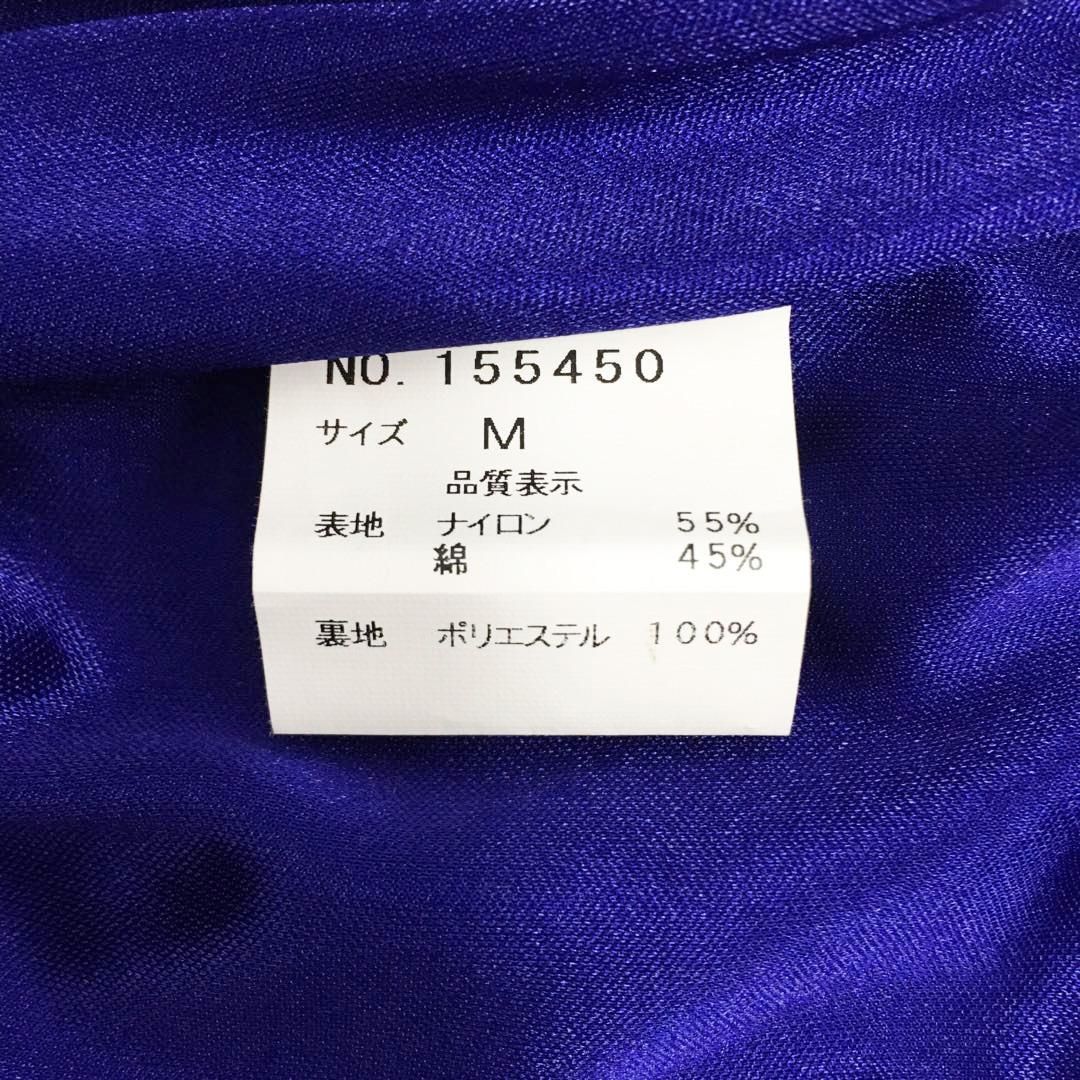 NO. 155450
サイズ M
品質表示
表地 ナイロン 55%
綿 45%
裏地 ポリエステル 100%